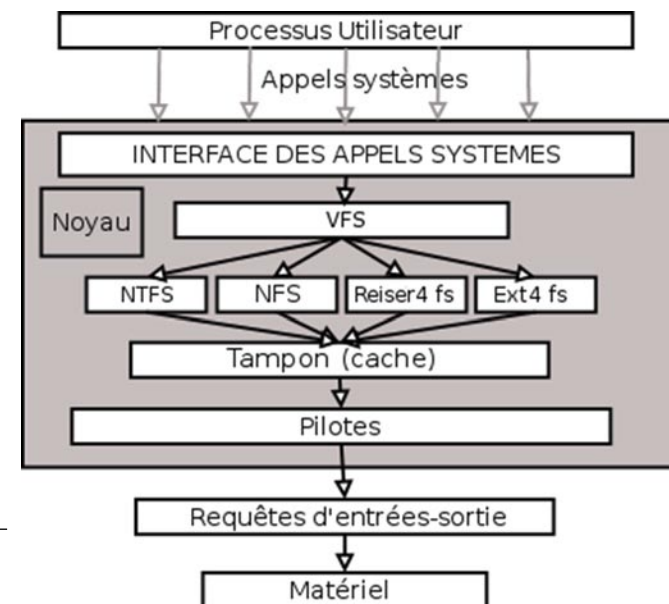 Processus Utilisateur
Appels systèmes
INTERFACE DES APPELS SYSTEMES
Noyau
VFS
NTFS
NFS
Reiser4 fs
Ext4 fs
Tampon (cache)
Pilotes
Requêtes d'entrées-sortie
Matériel